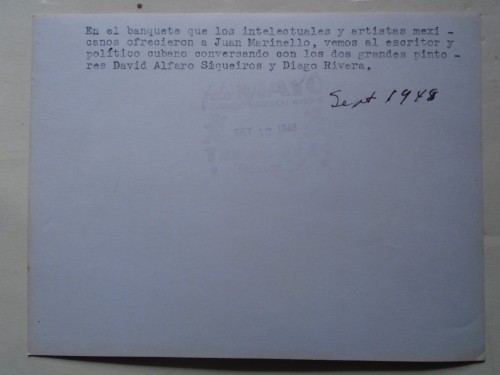 En el banquete que los intelectuales y artistas mexi -
canos ofrecieron a Juan Marinello, vemos al escritor y
político cubano conversando con los dos grandes pinto -
res David Alfaro Siqueiros y Diego Rivera.
Sept 1948